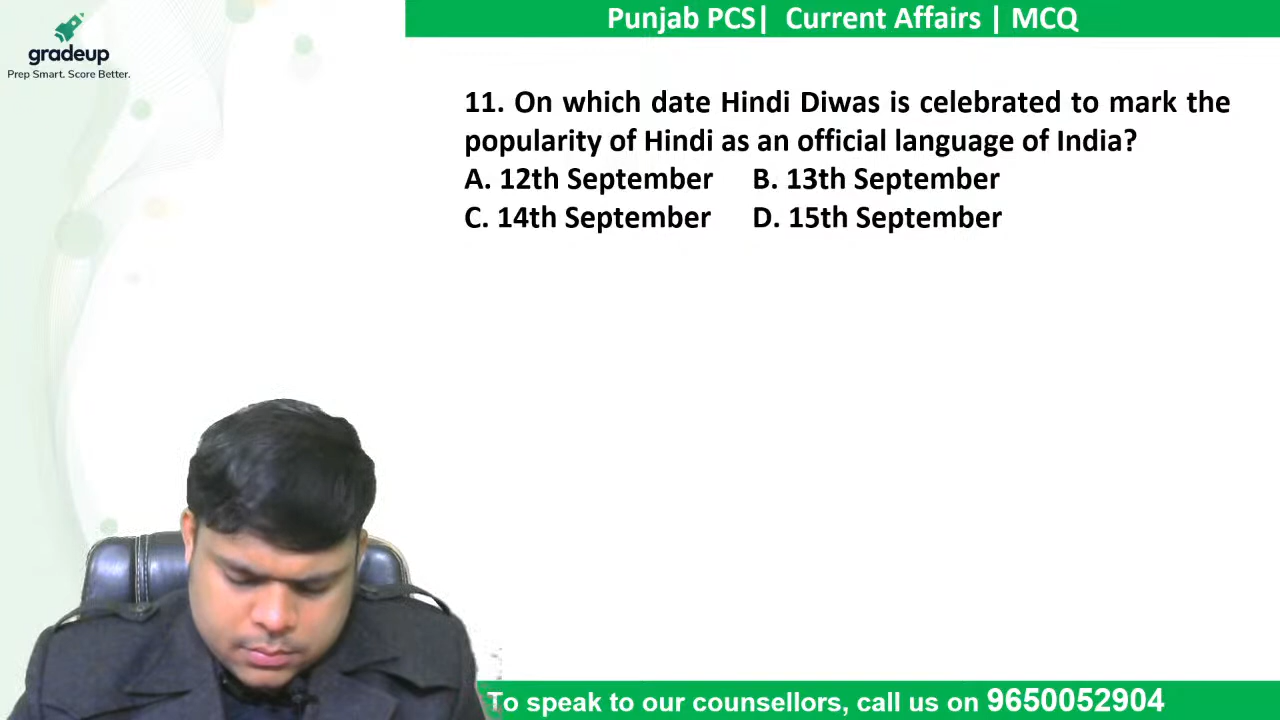 gradeup
Prep Smart. Score Better.
Punjab PCS| Current Affairs | MCQ
11. On which date Hindi Diwas is celebrated to mark the
popularity of Hindi as an official language of India?
A. 12th September B. 13th September
C. 14th September D. 15th September
To speak to our counsellors, call us on 9650052904